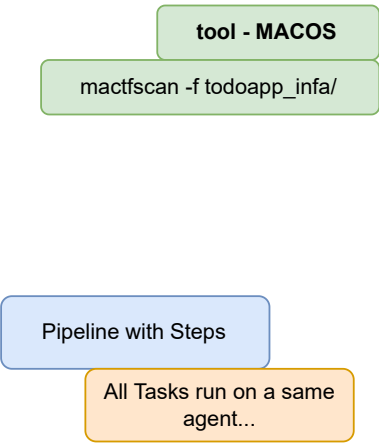 tool - MACOS
mactfscan -f todoapp_infa/
Pipeline with Steps
All Tasks run on a same
agent...